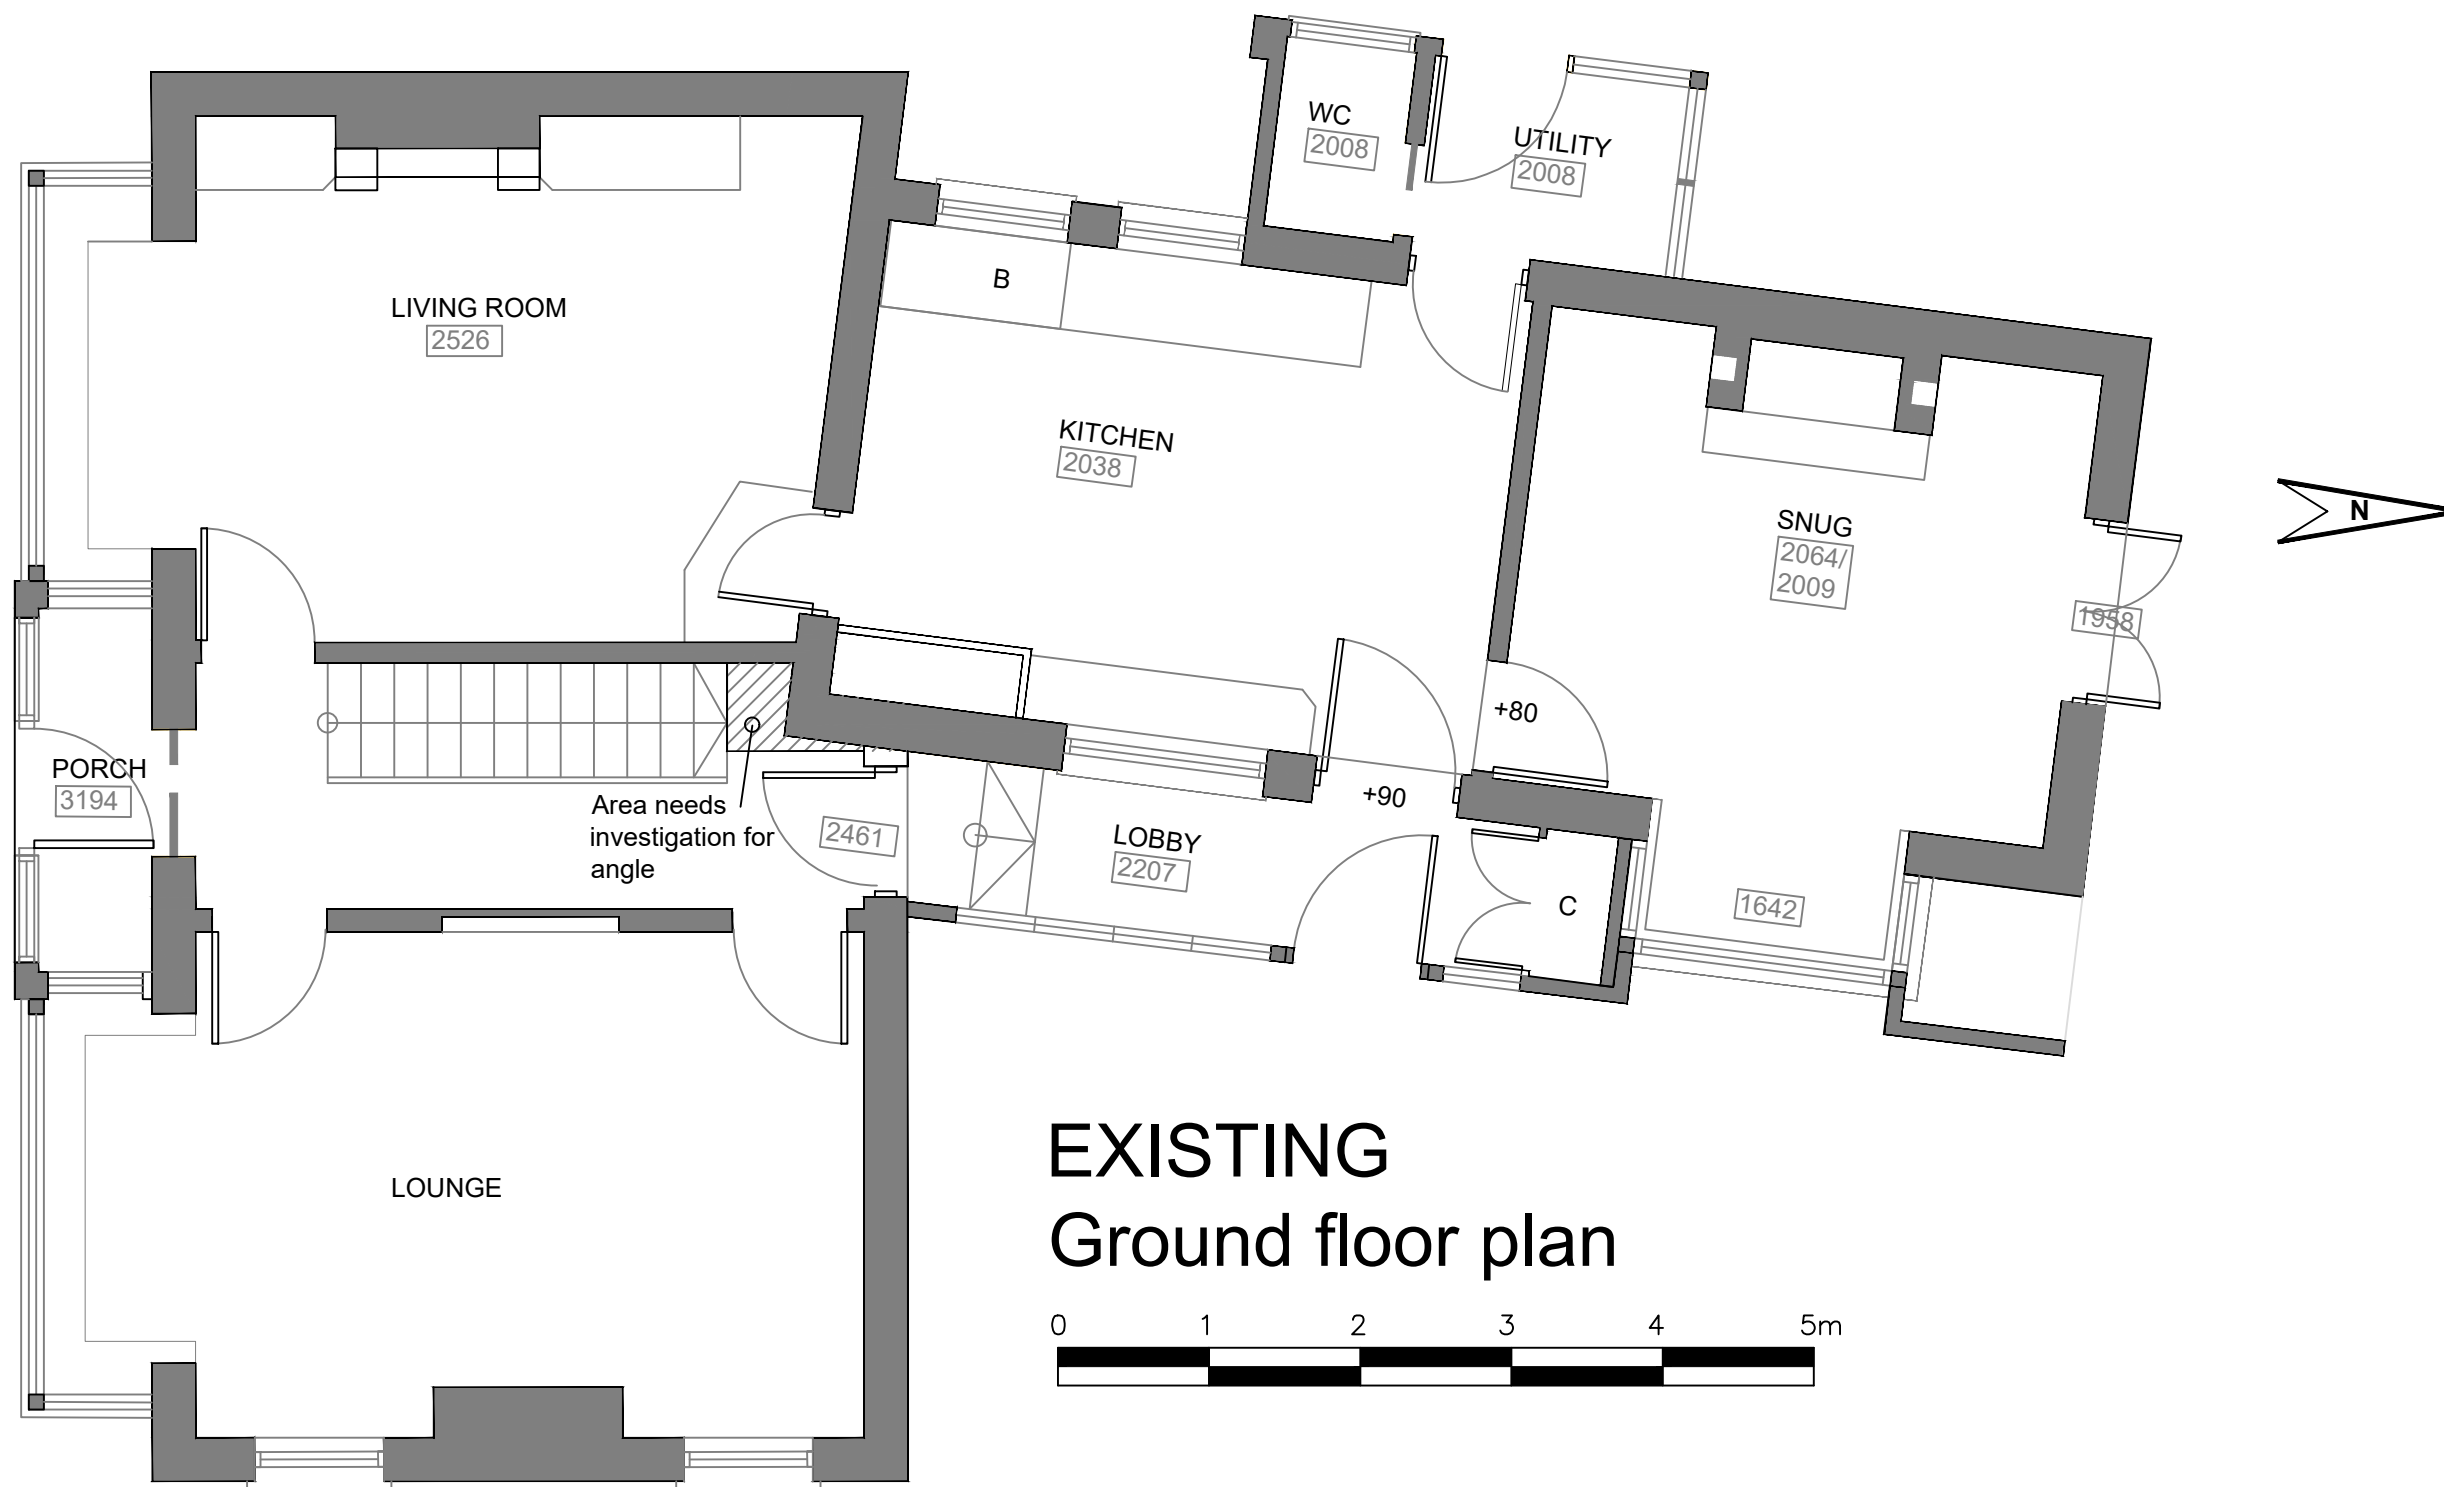 WC
2008
UTILITY
2008
LIVING ROOM
2526
B
KITCHEN
2038
SNUG
2064/
2009
1958
N
+80
PORCH
3194
Area needs
investigation for
angle
2461
+90
LOBBY
2207
C
1642
LOUNGE
EXISTING
Ground floor plan
0 1 2 3 4 5m